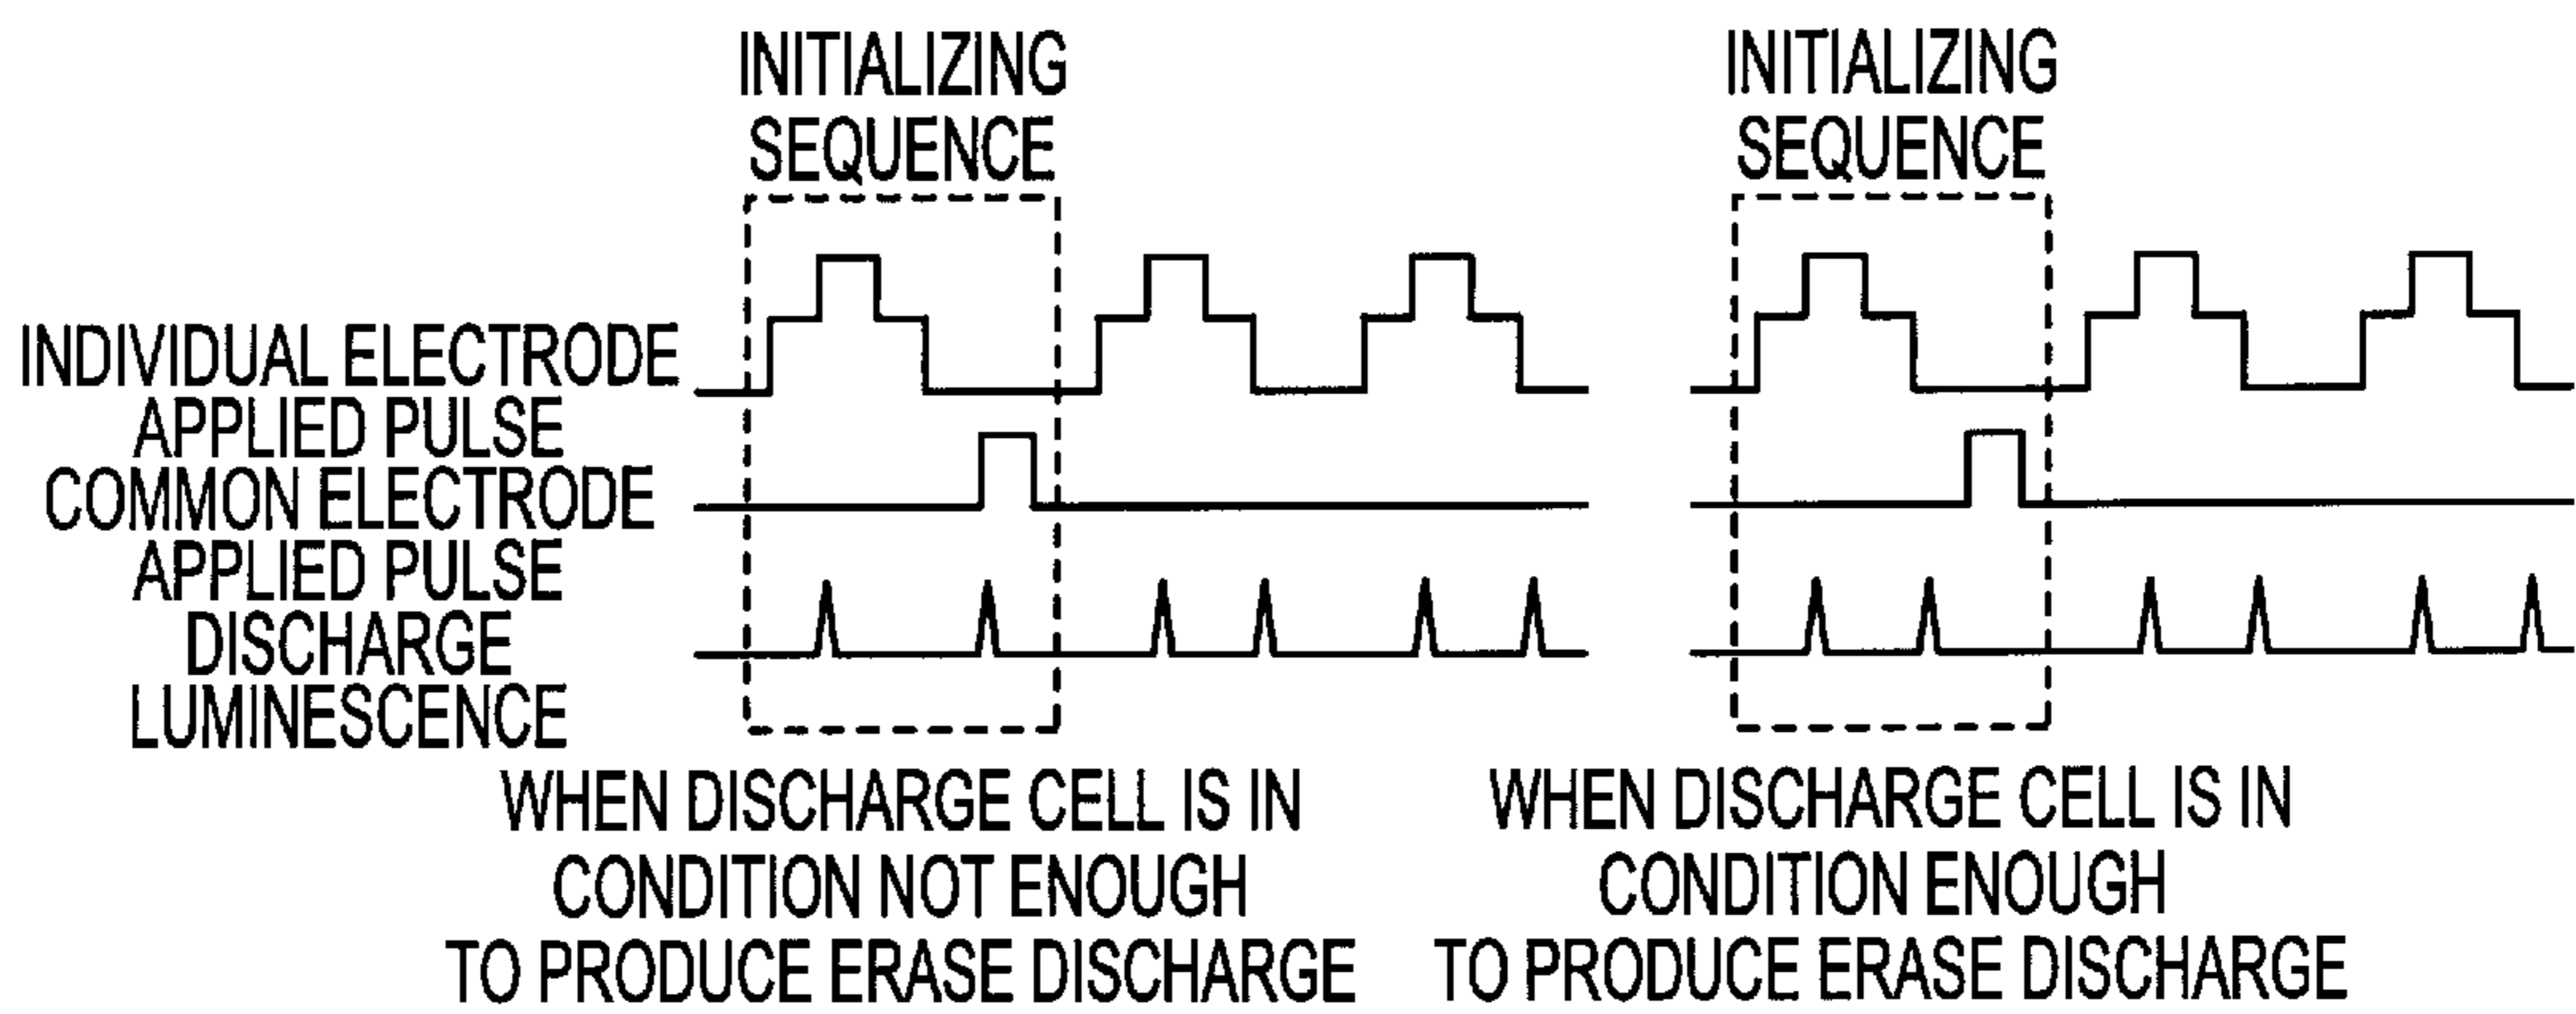 INITIALIZING
SEQUENCE
INITIALIZING
SEQUENCE
INDIVIDUAL ELECTRODE
APPLIED PULSE
COMMON ELECTRODE
APPLIED PULSE
DISCHARGE
LUMINESCENCE
WHEN DISCHARGE CELL IS IN
CONDITION NOT ENOUGH
TO PRODUCE ERASE DISCHARGE
WHEN DISCHARGE CELL IS IN
CONDITION ENOUGH
TO PRODUCE ERASE DISCHARGE